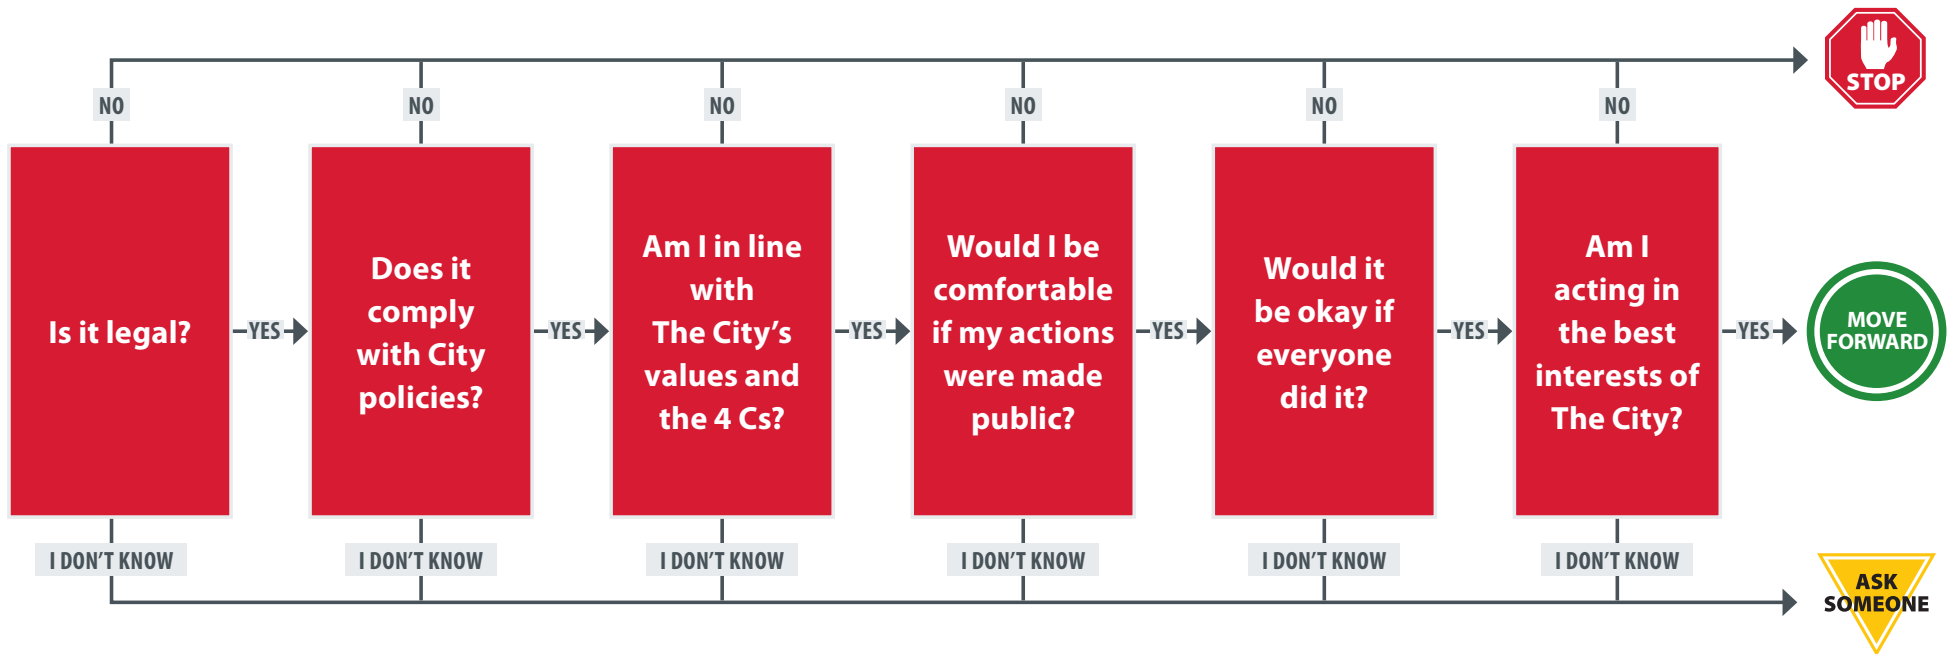 STOP
NO
NO
NO
NO
NO
NO
Is it legal?
YES
Does it
comply
with City
policies?
YES
Am I in line
with
The City’s
values and
the 4 Cs?
YES
Would I be
comfortable
if my actions
were made
public?
YES
Would it
be okay if
everyone
did it?
YES
Am I
acting in
the best
interests of
The City?
YES
MOVE
FORWARD
I DON’T KNOW
I DON’T KNOW
I DON’T KNOW
I DON’T KNOW
I DON’T KNOW
I DON’T KNOW
ASK
SOMEONE